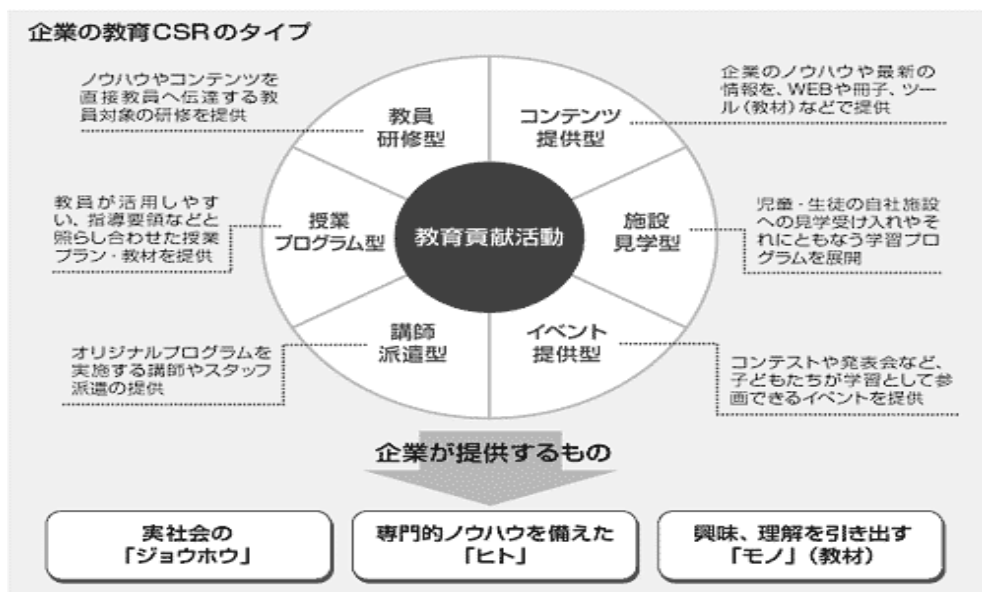 企業の教育CSRのタイプ
ノウハウやコンテンツを
直接教員へ伝達する教
員対象の研修を提供
教員
研修型
コンテンツ
提供型
企業のノウハウや最新の
情報を、WEBや冊子、ツー
ル(教材)などで提供
教員が活用しやす
い、指導要領などと
照らし合わせた授業
プラン・教材を提供
授業
プログラム型
教育貢献活動
施設
見学型
児童・生徒の自社施設
への見学受け入れやそ
れにともなう学習プロ
グラムを展開
オリジナルプログラムを
実施する講師やスタッフ
派遣の提供
講師
派遣型
イベント
提供型
コンテストや発表会など、
子どもたちが学習として参
画できるイベントを提供
企業が提供するもの
実社会の
「ジョウホウ」
専門的ノウハウを備えた
「ヒト」
興味、理解を引き出す
「モノ」(教材)